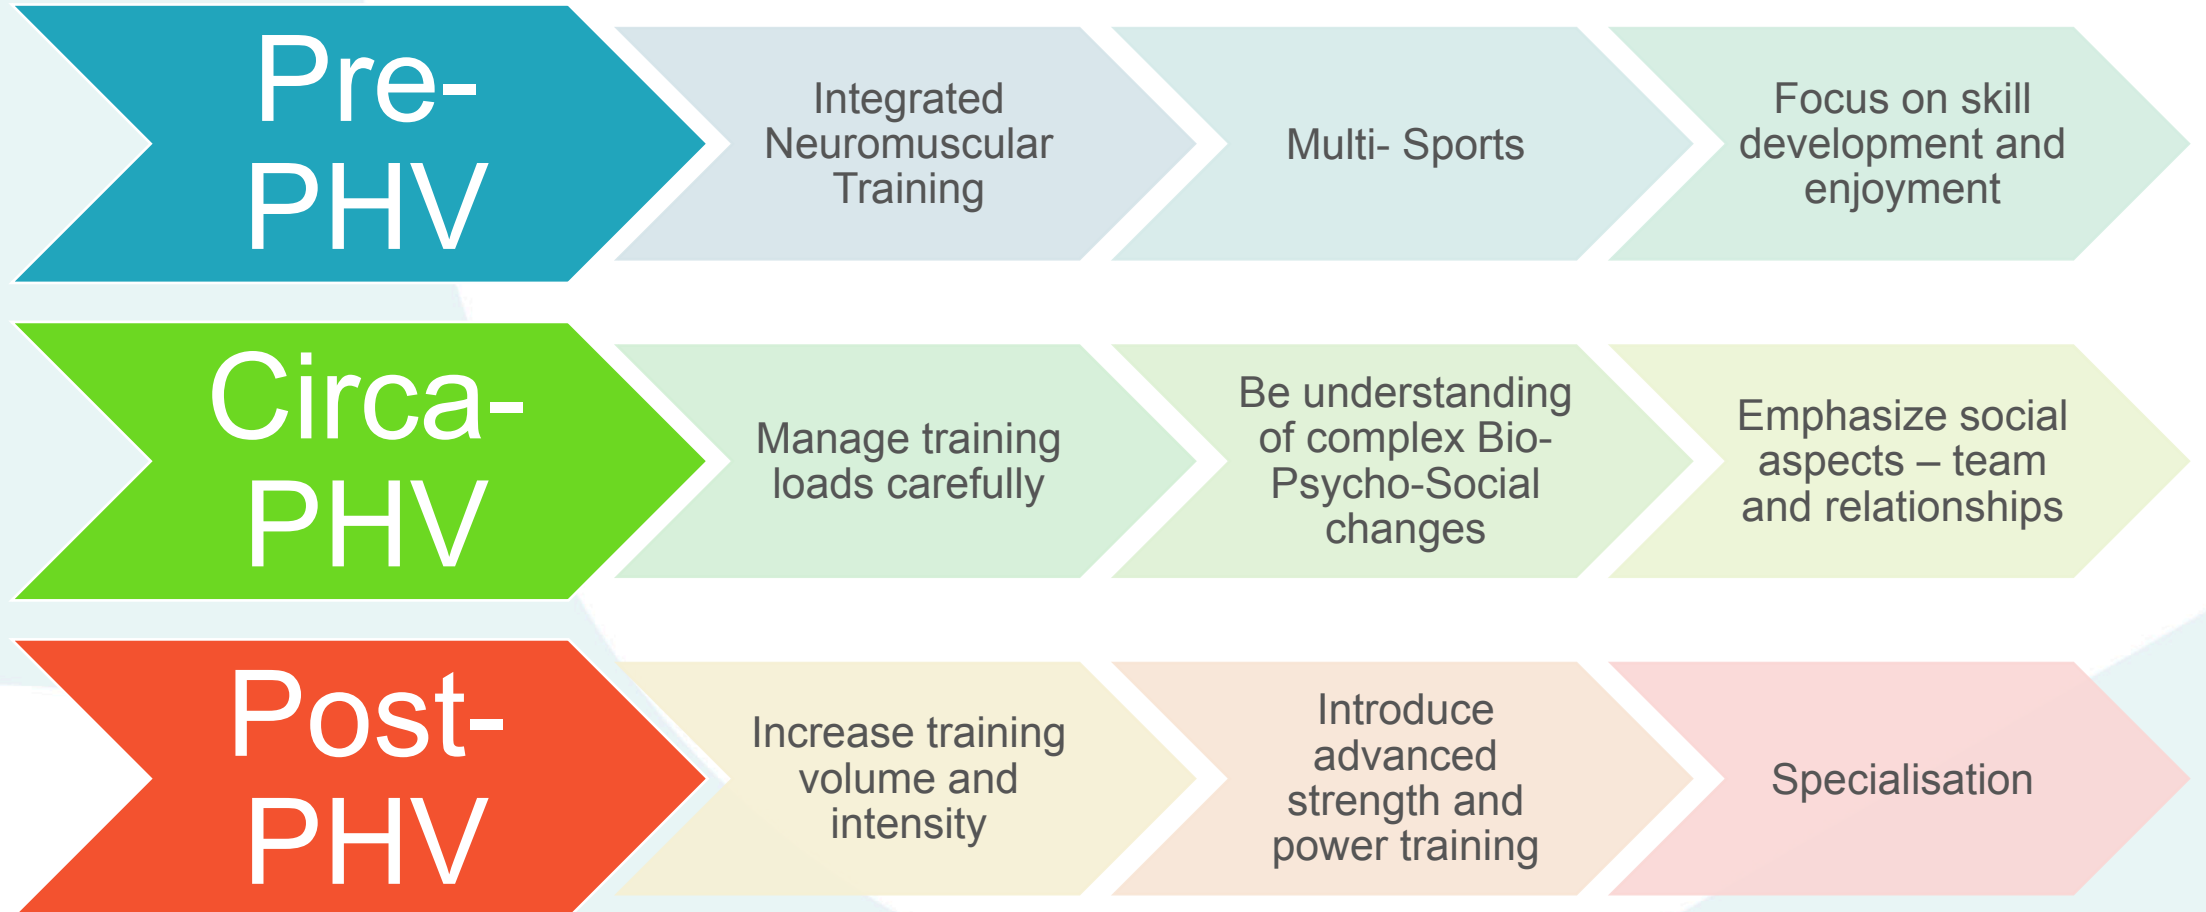 Pre-
PHV
Integrated
Neuromuscular
Training
Multi- Sports
Focus on skill
development and
enjoyment
Circa-
PHV
Manage training
loads carefully
Be understanding
of complex Bio-
Psycho-Social
changes
Emphasize social
aspects – team
and relationships
Post-
PHV
Increase training
volume and
intensity
Introduce
advanced
strength and
power training
Specialisation